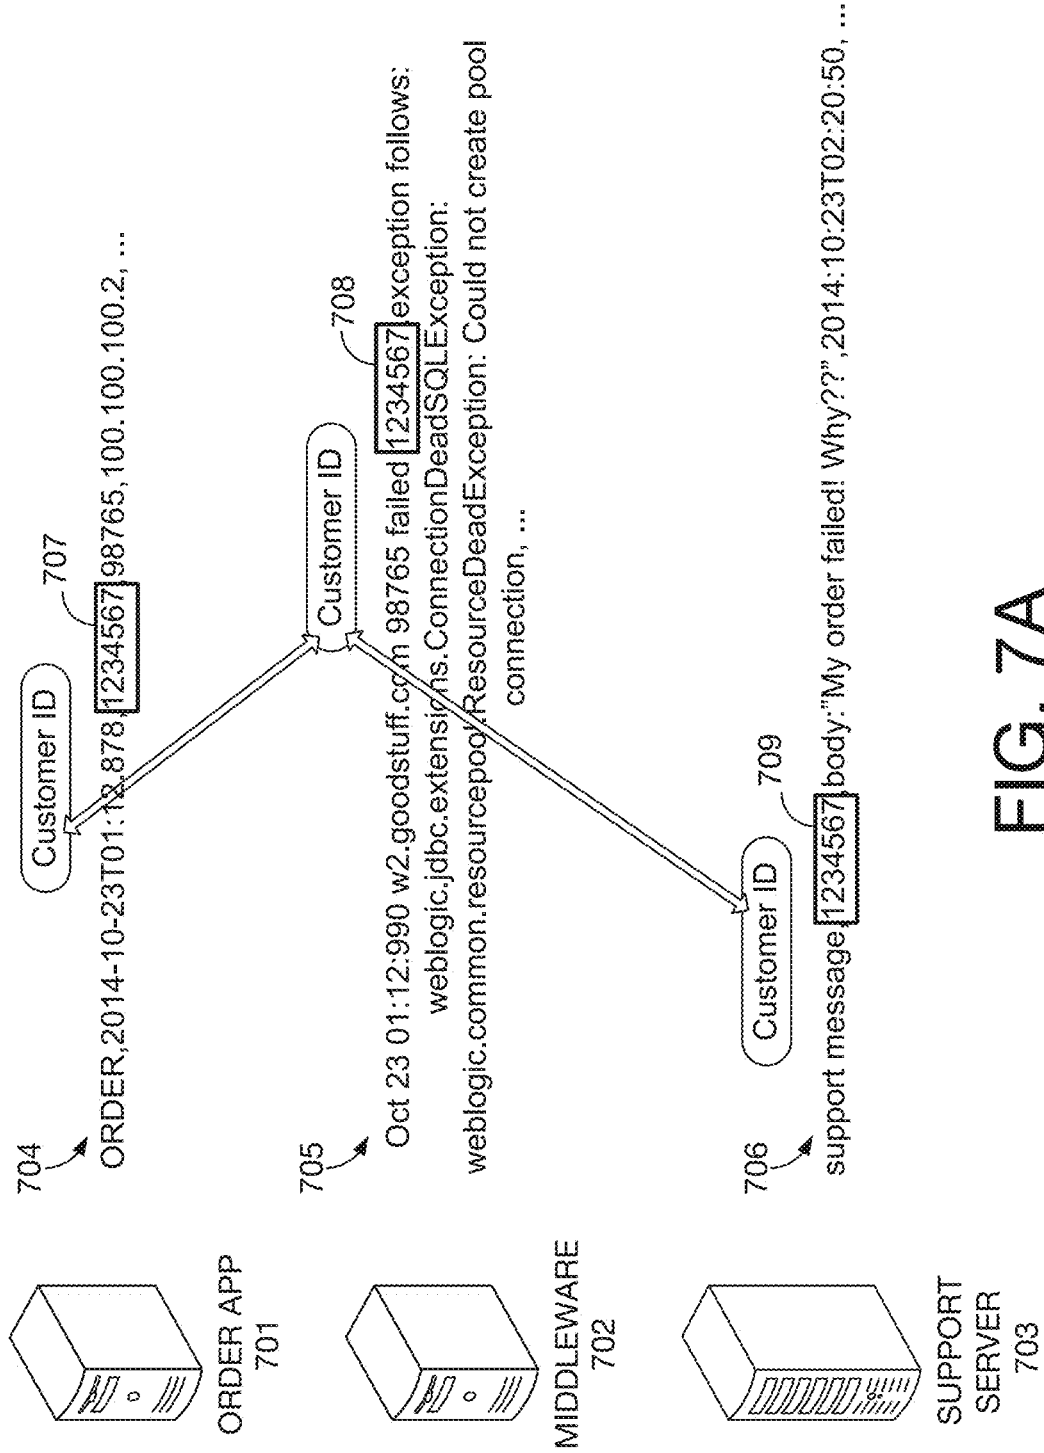 ORDER APP
701
704
ORDER,2014-10-23T01:12.878,1234567,98765,100.100.100.2, ...
Customer ID
707
MIDDLEWARE
702
705
Oct 23 01:12:990 w2.goodstuff.com 98765 failed 1234567 exception follows:
weblogic.jdbc.extensions.ConnectionDeadSQLException:
weblogic.common.resourcepool.ResourceDeadException: Could not create pool
connection, ...
Customer ID
708
SUPPORT
SERVER
703
706
support message,1234567,body:"My order failed! Why??",2014:10:23T02:20:50, ...
Customer ID
709
FIG. 7A